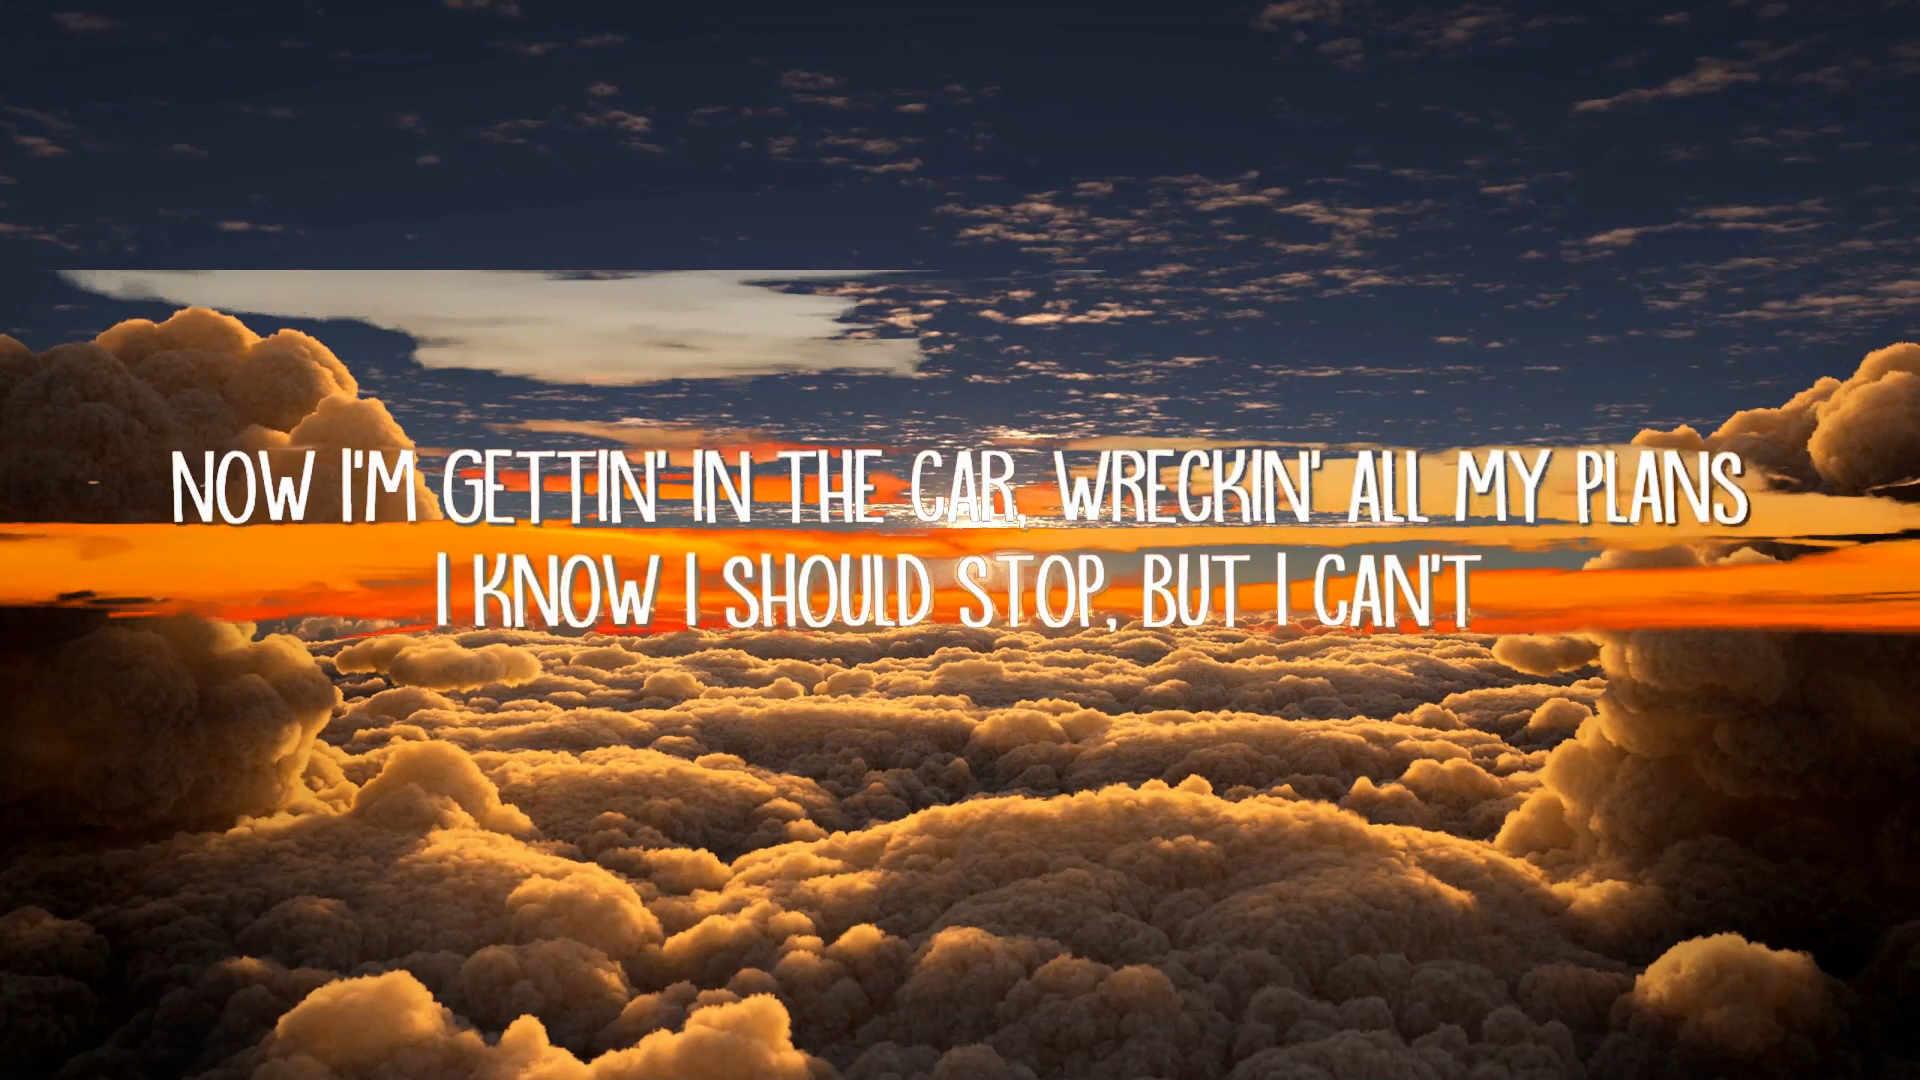 NOW I'M GETTIN' IN THE CAR, WRECKIN' ALL MY PLANS
I KNOW I SHOULD STOP, BUT I CAN'T